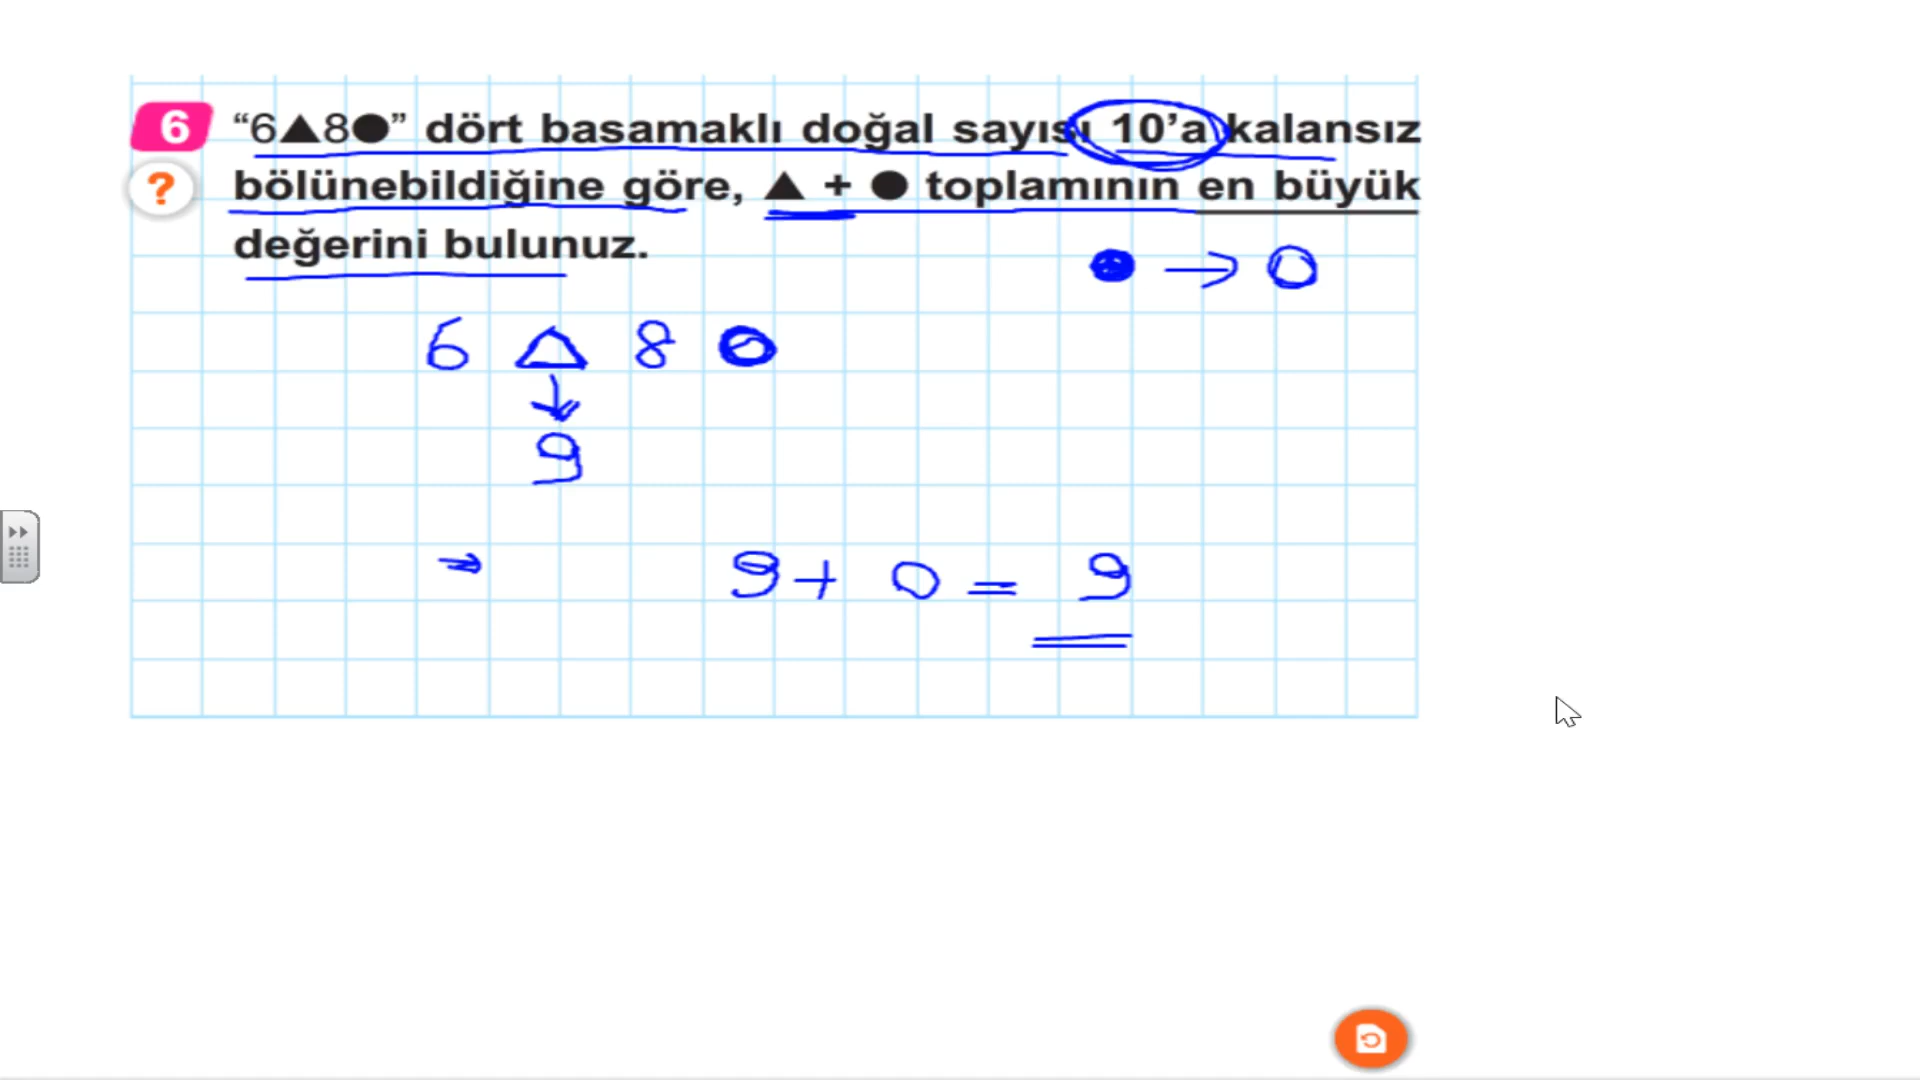 6 “6▲8●” dört basamaklı doğal sayısı 10’a kalansız
? bölünebildiğine göre, ▲ + ● toplamının en büyük
değerini bulunuz.
● → 0
6 △ 8 ●
↓
9
→ 9 + 0 = 9